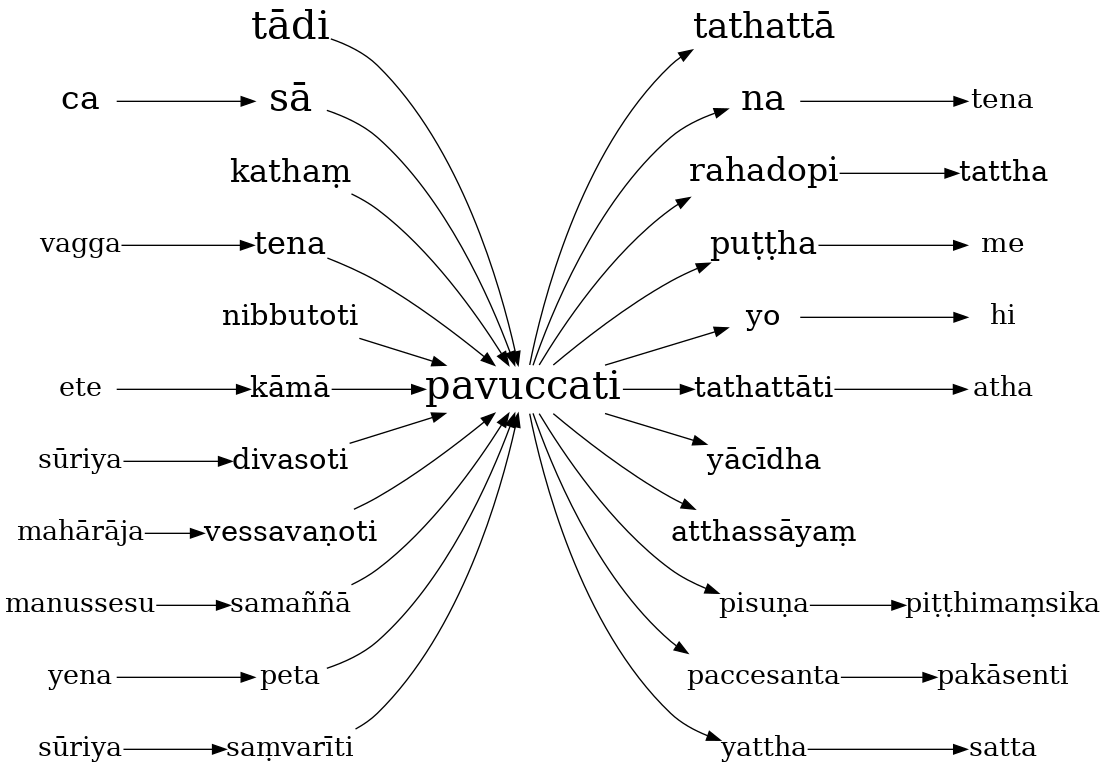 tādi tathattā
ca sā na tena
kathaṃ rahadopi tattha
vagga tena puṭṭha me
nibbutoti yo hi
ete kāmā pavuccati tathattāti atha
sūriya divasoti yācīdha
mahārāja vessavaṇoti atthassāyaṃ
manussesu samaññā pisuṇa piṭṭhimaṃsika
yena peta paccesanta pakāsenti
sūriya saṃvarīti yattha satta